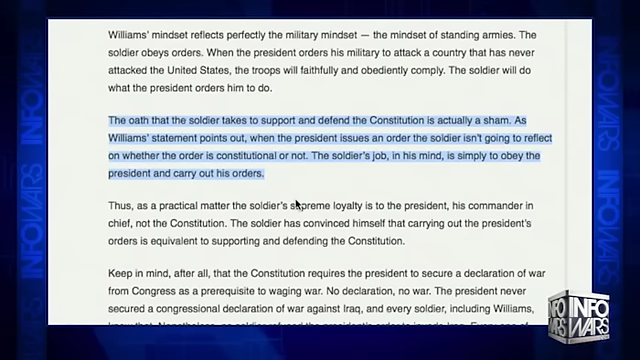 Williams' mindset reflects perfectly the military mindset — the mindset of standing armies. The
soldier obeys orders. When the president orders his military to attack a country that has never
attacked the United States, the troops will faithfully and obediently comply. The soldier will do
what the president orders him to do.
The oath that the soldier takes to support and defend the Constitution is actually a sham. As
Williams' statement points out, when the president issues an order the soldier isn't going to reflect
on whether the order is constitutional or not. The soldier's job, in his mind, is simply to obey the
president and carry out his orders.
Thus, as a practical matter the soldier's supreme loyalty is to the president, his commander in
chief, not the Constitution. The soldier has convinced himself that carrying out the president's
orders is equivalent to supporting and defending the Constitution.
Keep in mind, after all, that the Constitution requires the president to secure a declaration of war
from Congress as a prerequisite to waging war. No declaration, no war. The president never
secured a congressional declaration of war against Iraq, and every soldier, including Williams,
INFOWARS
INFOWARS
INFO
WARS